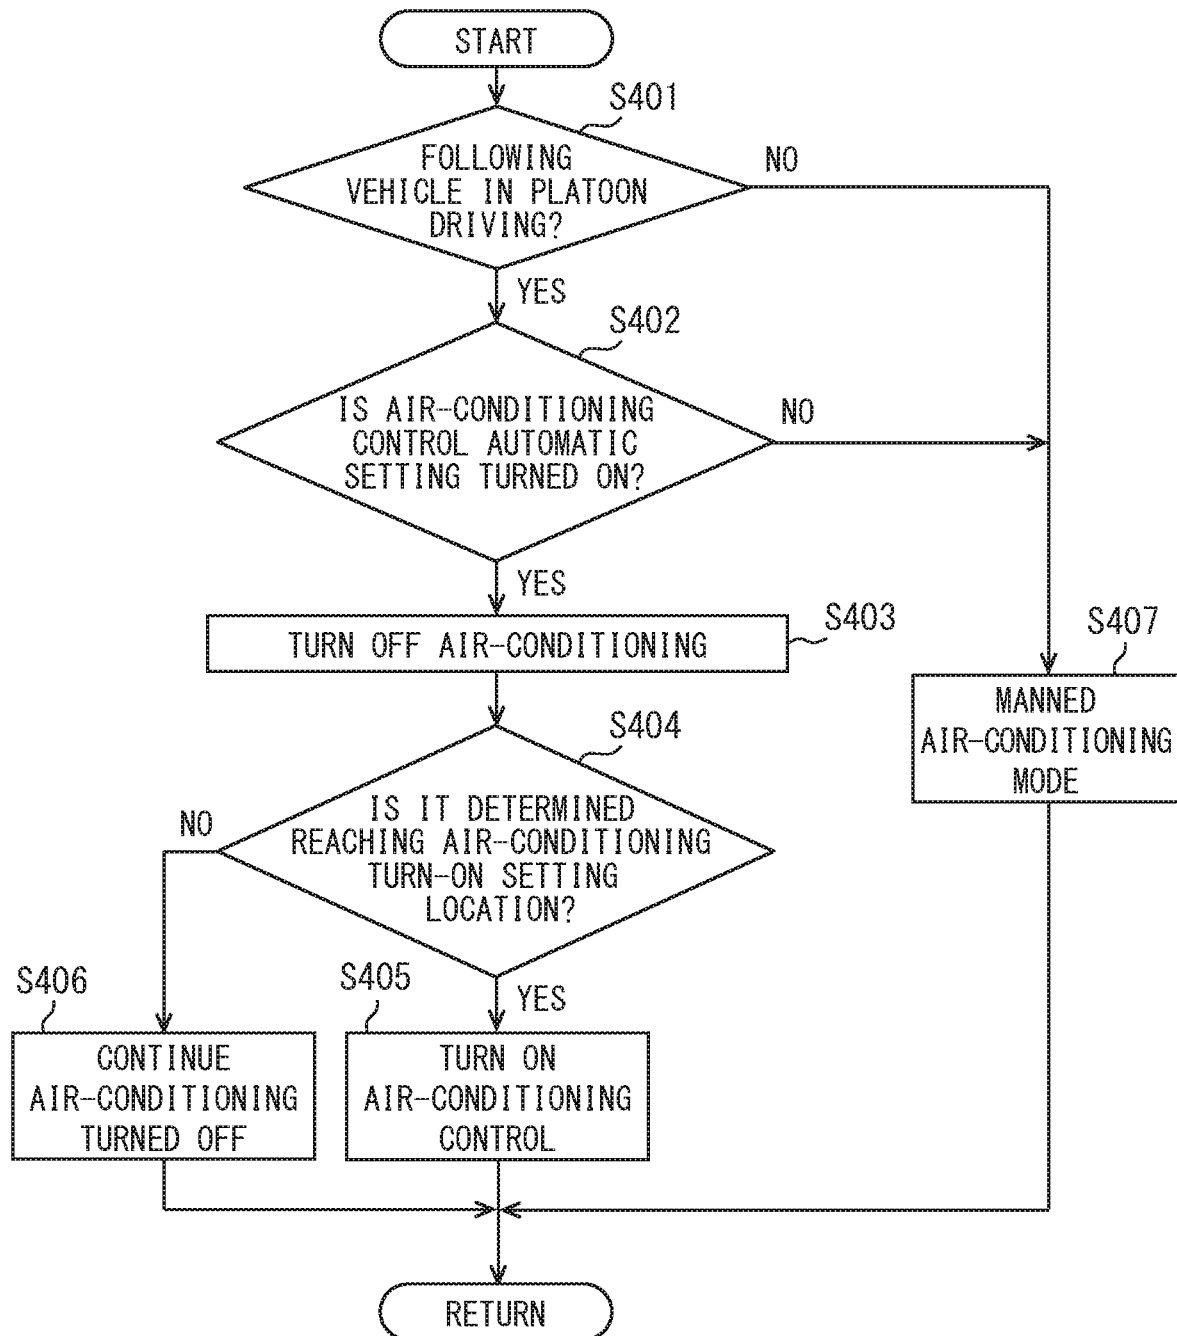 START
S401
FOLLOWING
VEHICLE IN PLATOON
DRIVING?
NO
YES
S402
IS AIR-CONDITIONING
CONTROL AUTOMATIC
SETTING TURNED ON?
NO
YES
S403
TURN OFF AIR-CONDITIONING
S407
MANNED
AIR-CONDITIONING
MODE
S404
IS IT DETERMINED
REACHING AIR-CONDITIONING
TURN-ON SETTING
LOCATION?
NO
YES
S406
CONTINUE
AIR-CONDITIONING
TURNED OFF
S405
TURN ON
AIR-CONDITIONING
CONTROL
RETURN